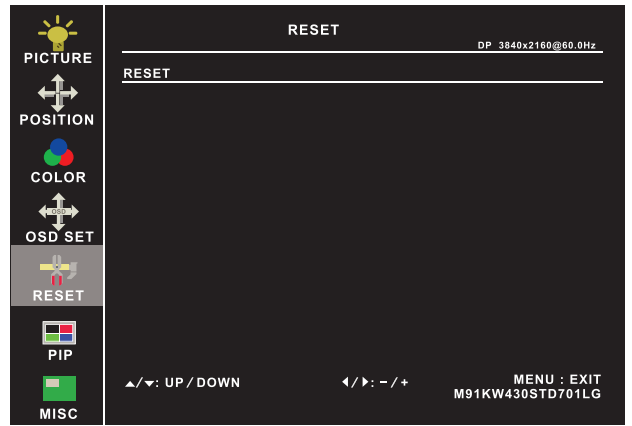 PICTURE
POSITION
COLOR
OSD
OSD SET
RESET
PIP
MISC
RESET
DP 3840x2160@60.0Hz
RESET
▲/▼: UP / DOWN
◀/▶: - / +
MENU : EXIT
M91KW430STD701LG